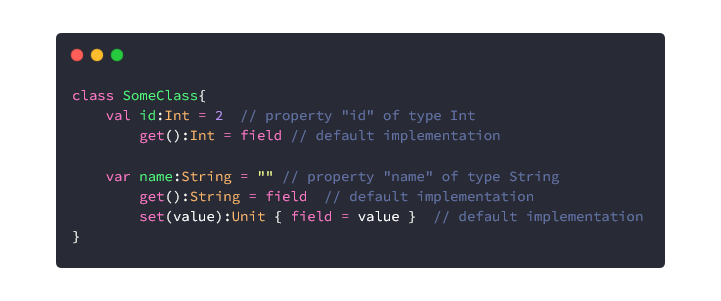 class SomeClass{
    val id:Int = 2  // property "id" of type Int
        get():Int = field // default implementation

    var name:String = "" // property "name" of type String
        get():String = field  // default implementation
        set(value):Unit { field = value }  // default implementation
}